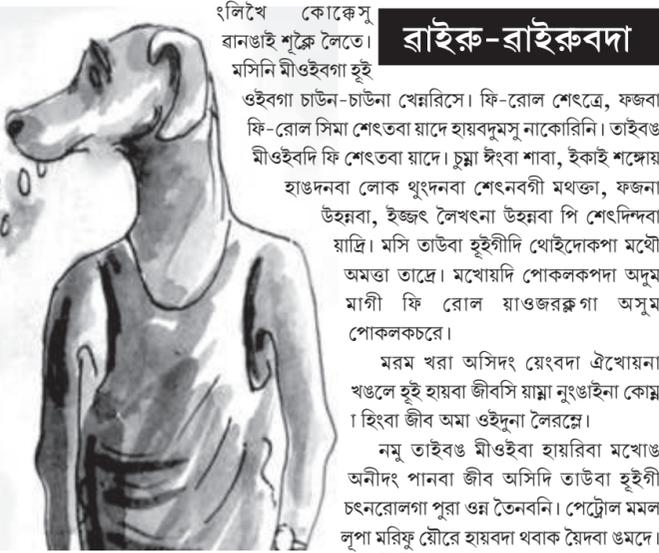 ৱাইরু-ৱাইরুবদা
ংলিখৈ কোক্কেসু
ৱানঙাই শূক্লৈ লৈতে।
মসিনি মীওইবগা হূই
ওইবগা চাউন-চাউনা খেন্নরিসে। ফি-রোল শেৎত্রে, ফজবা
ফি-রোল সিমা শেৎতবা য়াদে হায়বদুমসু নাকোরিনি। তাইবঙ
মীওইবদি ফি শেৎতবা য়াদে। চুম্না ঈংবা শাবা, ইকাই শঙ্গোয়
হাঙদনবা লোক থুংদনবা শেৎনবগী মথক্তা, ফজনা
উহন্নবা, ইজ্জৎ লৈখৎনা উহন্নবা পি শেৎদিন্দবা
য়াদ্রি। মসি তাউবা হূইগীদি থোইদোকপা মথৌ
অমত্তা তাদ্রে। মখোয়দি পোকলকপদা অদুম
মাগী ফি রোল য়াওজরক্লগা অসুম
পোকলকচরে।
মরম খরা অসিদং য়েংবদা ঐখোয়না
খঙলে হূই হায়বা জীবসি য়াম্না নুংঙাইনা কোম্ন
া হিংবা জীব অমা ওইদুনা লৈরম্লে।
নমু তাইবঙ মীওইবা হায়রিবা মখোঙ
অনীদং পানবা জীব অসিদি তাউবা হূইগী
চৎনরোলগা পুরা ওন্ন তৈনবনি। পেট্রোল মমল
লূপা মরিফু য়ৌরে হায়বদা থবাক য়ৈদবা ঙমদে।